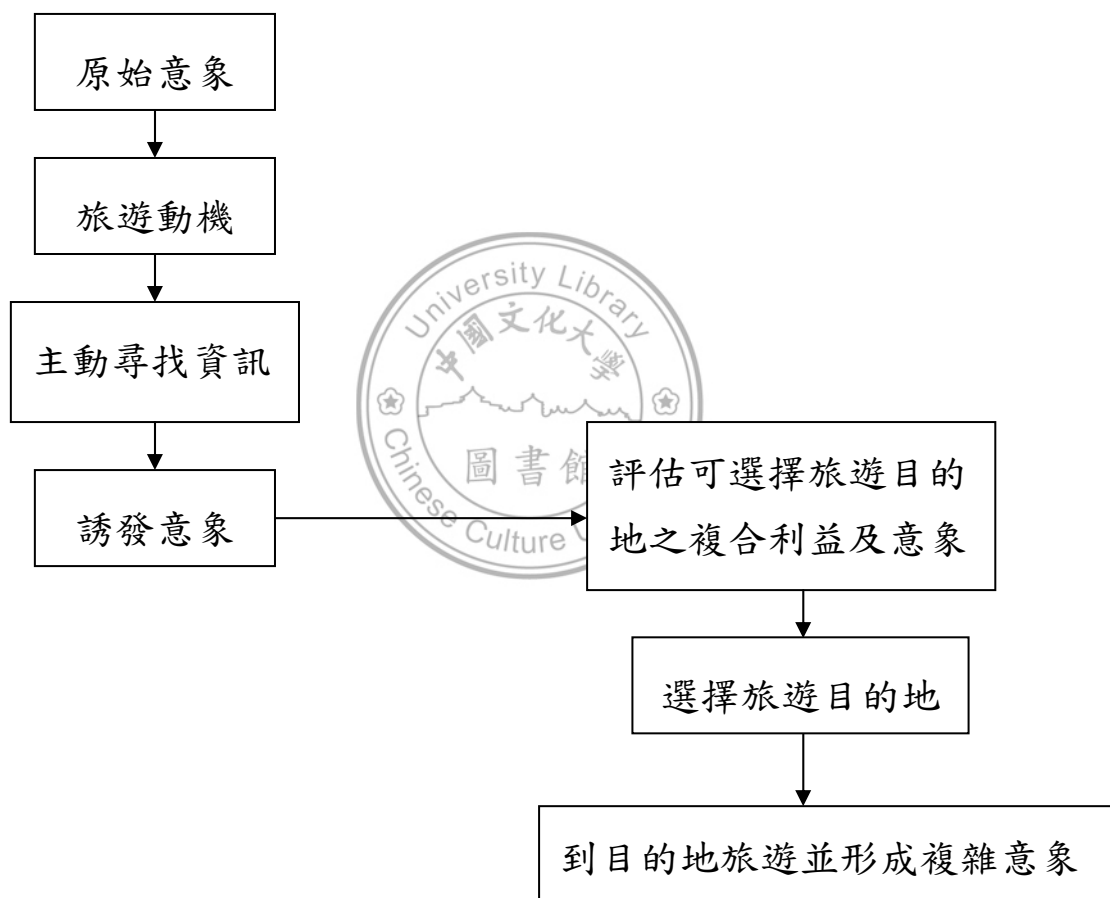 原始意象
旅遊動機
主動尋找資訊
誘發意象
評估可選擇旅遊目的
地之複合利益及意象
選擇旅遊目的地
到目的地旅遊並形成複雜意象
University Library
中國文化大學
圖書館
Chinese Culture U